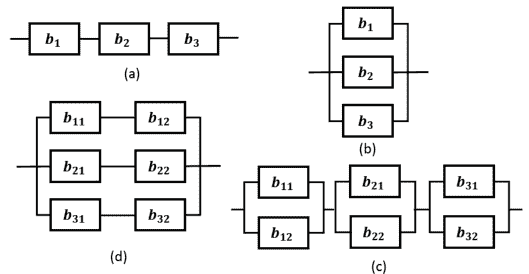 b₁ b₂ b₃
(a)
b₁
b₂
b₃
(b)
b₁₁ b₁₂
b₂₁ b₂₂
b₃₁ b₃₂
(d)
b₁₁ b₂₁ b₃₁
b₁₂ b₂₂ b₃₂
(c)